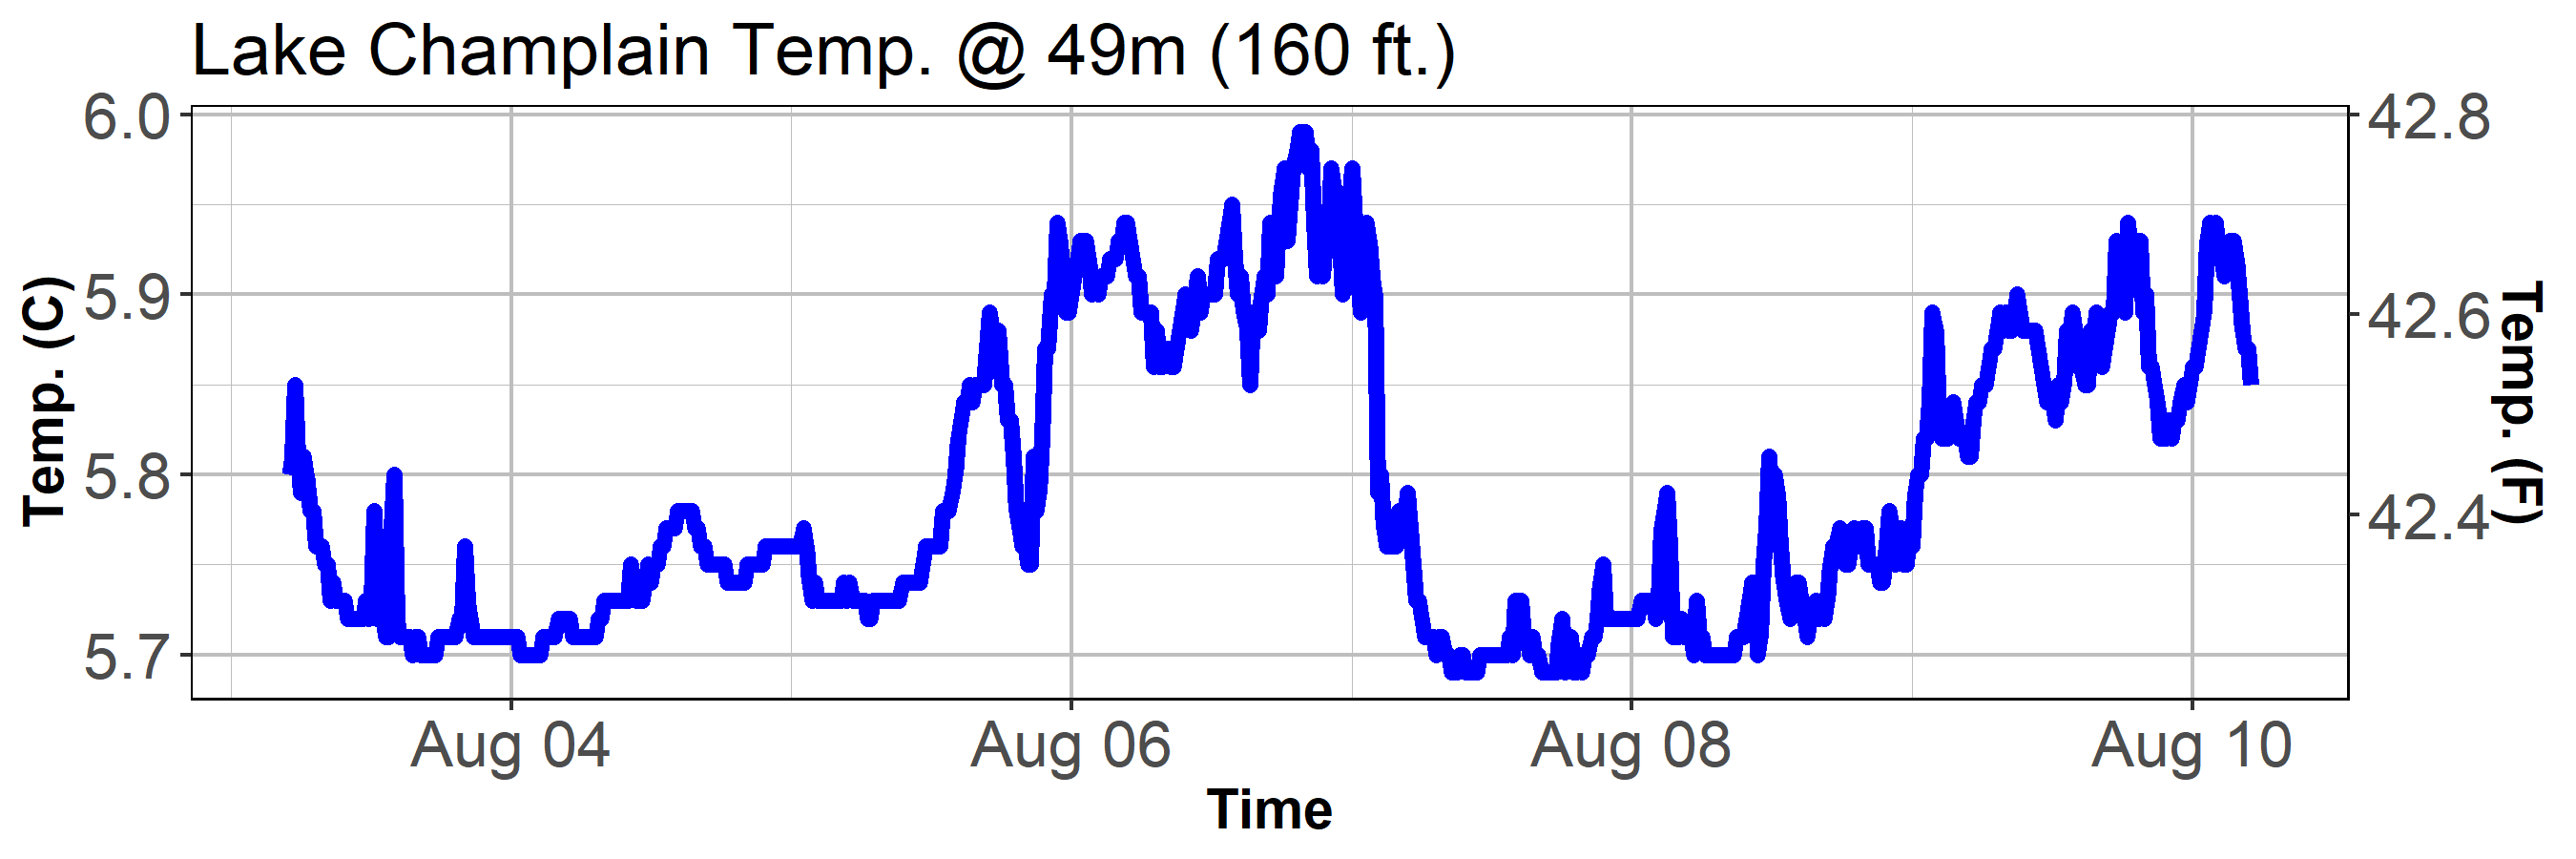 Lake Champlain Temp. @ 49m (160 ft.)
6.0
5.9
5.8
5.7
Temp. (C)
42.8
42.6
42.4
Temp. (F)
Aug 04
Aug 06
Aug 08
Aug 10
Time